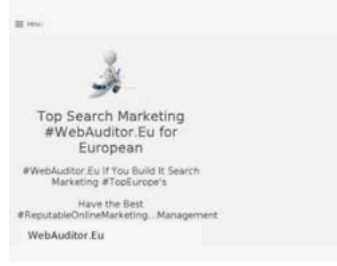 MENU
Top Search Marketing
#WebAuditor.Eu for
European
#WebAuditor.Eu If You Build It Search
Marketing #TopEurope's
Have the Best
#ReputableOnlineMarketing...Management
WebAuditor.Eu